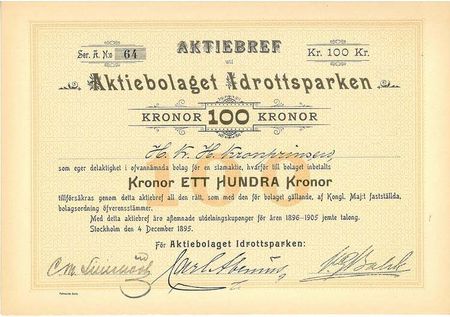 Ser. A. N:o 64
AKTIEBREF
Kr. 100 Kr.
till
Aktiebolaget Idrottsparken
KRONOR 100 KRONOR
H. K. H. Kronprinsen
som eger delaktighet i ofvannämnda bolag för en stamaktie, hvarför till bolaget inbetalts
Kronor ETT HUNDRA Kronor
tillförsäkras genom detta aktiebref all den rätt, som med den för bolaget gällande, af Kongl. Maj:t fastställda,
bolagsordning öfverensstämmer.
Med detta aktiebref äro aflemnade utdelningskuponger för åren 1896-1905 jemte talong.
Stockholm den 4 December 1895.
För Aktiebolaget Idrottsparken: